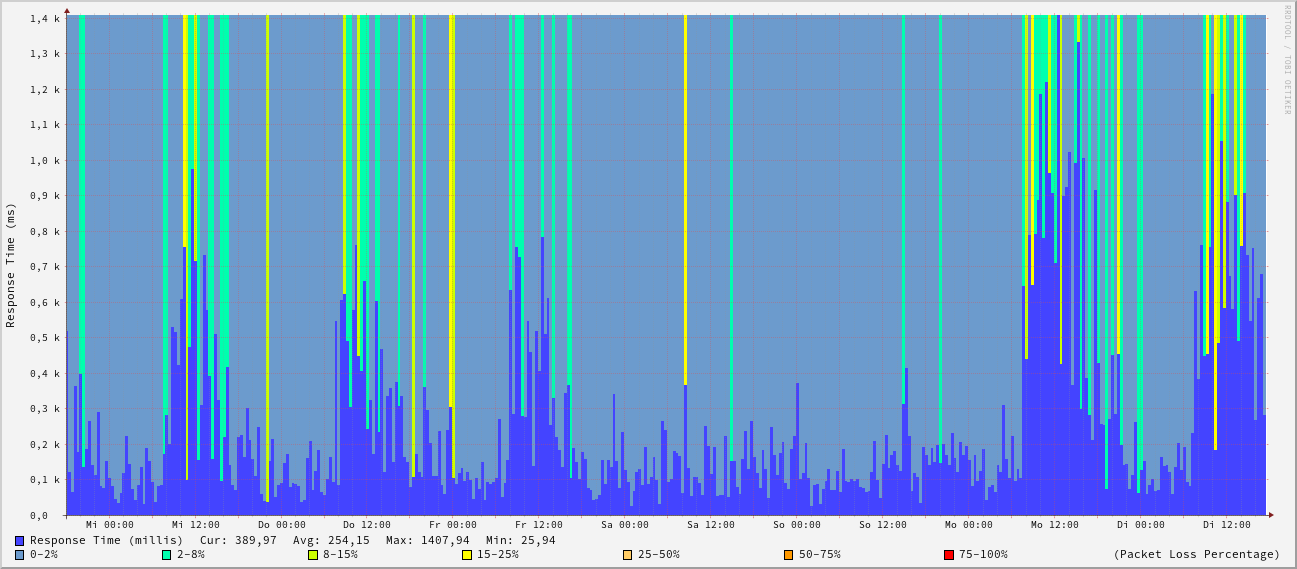 RRDTOOL / TOBI OETIKER
Response Time (ms)
1,4 k
1,3 k
1,2 k
1,1 k
1,0 k
0,9 k
0,8 k
0,7 k
0,6 k
0,5 k
0,4 k
0,3 k
0,2 k
0,1 k
0,0
Mi 00:00 Mi 12:00 Do 00:00 Do 12:00 Fr 00:00 Fr 12:00 Sa 00:00 Sa 12:00 So 00:00 So 12:00 Mo 00:00 Mo 12:00 Di 00:00 Di 12:00
Response Time (millis) Cur: 389,97 Avg: 254,15 Max: 1407,94 Min: 25,94
0-2% 2-8% 8-15% 15-25% 25-50% 50-75% 75-100% (Packet Loss Percentage)